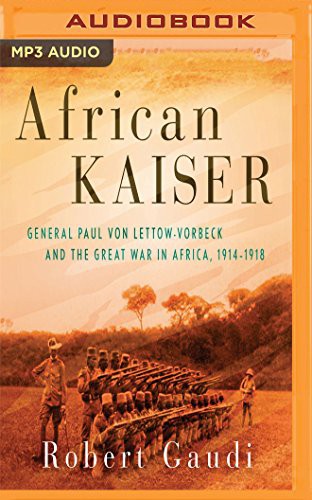 AUDIOBOOK
MP3 AUDIO
African
KAISER
GENERAL PAUL VON LETTOW-VORBECK
AND THE GREAT WAR IN AFRICA, 1914-1918
Robert Gaudi